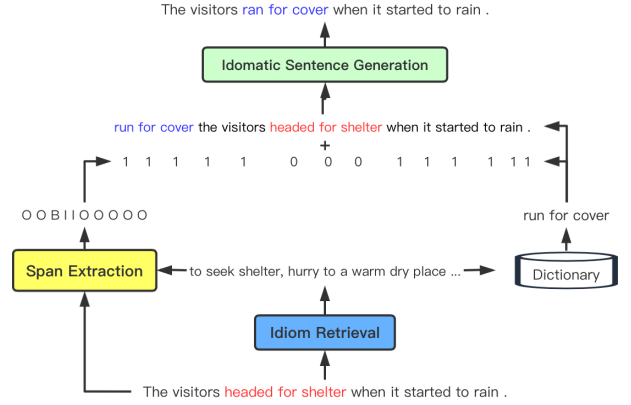 The visitors ran for cover when it started to rain .
Idomatic Sentence Generation
run for cover the visitors headed for shelter when it started to rain .
+
1 1 1 1 1 0 0 0 1 1 1 1 1 1
O O B I I O O O O O
run for cover
Span Extraction
to seek shelter, hurry to a warm dry place ...
Dictionary
Idiom Retrieval
The visitors headed for shelter when it started to rain .